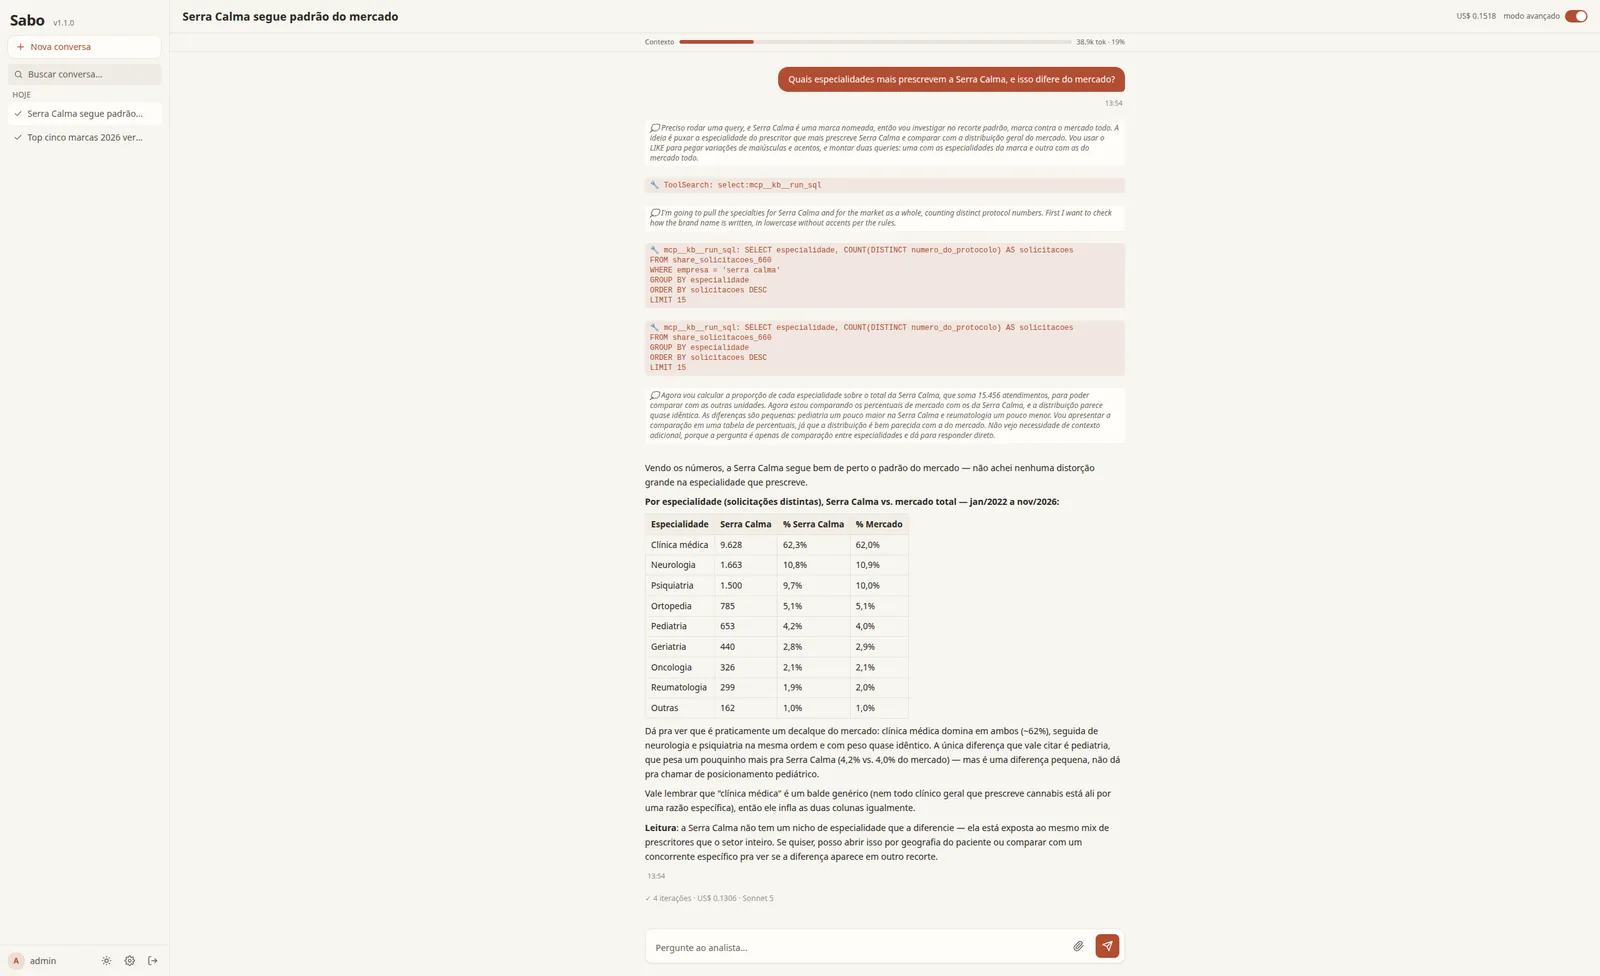 Sabo v1.1.0
+ Nova conversa
Buscar conversa...
HOJE
Serra Calma segue padrão...
Top cinco marcas 2026 ver...
A admin
Serra Calma segue padrão do mercado
US$ 0.1518 modo avançado
Contexto 38,9k tok · 19%
Quais especialidades mais prescrevem a Serra Calma, e isso difere do mercado?
13:54
Preciso rodar uma query, e Serra Calma é uma marca nomeada, então vou investigar no recorte padrão, marca contra o mercado todo. A
ideia é puxar a especialidade do prescritor que mais prescreve Serra Calma e comparar com a distribuição geral do mercado. Vou usar o
LIKE para pegar variações de maiúsculas e acentos, e montar duas queries: uma com as especialidades da marca e outra com as do
mercado todo.
ToolSearch: select:mcp__kb__run_sql
I'm going to pull the specialties for Serra Calma and for the market as a whole, counting distinct protocol numbers. First I want to check
how the brand name is written, in lowercase without accents per the rules.
mcp__kb__run_sql: SELECT especialidade, COUNT(DISTINCT numero_do_protocolo) AS solicitacoes
FROM share_solicitacoes_660
WHERE empresa = 'serra calma'
GROUP BY especialidade
ORDER BY solicitacoes DESC
LIMIT 15
mcp__kb__run_sql: SELECT especialidade, COUNT(DISTINCT numero_do_protocolo) AS solicitacoes
FROM share_solicitacoes_660
GROUP BY especialidade
ORDER BY solicitacoes DESC
LIMIT 15
Agora vou calcular a proporção de cada especialidade sobre o total da Serra Calma, que soma 15.456 atendimentos, para poder
comparar com as outras unidades. Agora estou comparando os percentuais de mercado com os da Serra Calma, e a distribuição parece
quase idêntica. As diferenças são pequenas: pediatria um pouco maior na Serra Calma e reumatologia um pouco menor. Vou apresentar a
comparação em uma tabela de percentuais, já que a distribuição é bem parecida com a do mercado. Não vejo necessidade de contexto
adicional, porque a pergunta é apenas de comparação entre especialidades e dá para responder direto.
Vendo os números, a Serra Calma segue bem de perto o padrão do mercado — não achei nenhuma distorção
grande na especialidade que prescreve.
Por especialidade (solicitações distintas), Serra Calma vs. mercado total — jan/2022 a nov/2026:
Especialidade Serra Calma % Serra Calma % Mercado
Clínica médica 9.628 62,3% 62,0%
Neurologia 1.663 10,8% 10,9%
Psiquiatria 1.500 9,7% 10,0%
Ortopedia 785 5,1% 5,1%
Pediatria 653 4,2% 4,0%
Geriatria 440 2,8% 2,9%
Oncologia 326 2,1% 2,1%
Reumatologia 299 1,9% 2,0%
Outras 162 1,0% 1,0%
Dá pra ver que é praticamente um decalque do mercado: clínica médica domina em ambos (~62%), seguida de
neurologia e psiquiatria na mesma ordem e com peso quase idêntico. A única diferença que vale citar é pediatria,
que pesa um pouquinho mais pra Serra Calma (4,2% vs. 4,0% do mercado) — mas é uma diferença pequena, não dá
pra chamar de posicionamento pediátrico.
Vale lembrar que "clínica médica" é um balde genérico (nem todo clínico geral que prescreve cannabis está ali por
uma razão específica), então ele infla as duas colunas igualmente.
Leitura: a Serra Calma não tem um nicho de especialidade que a diferencie — ela está exposta ao mesmo mix de
prescritores que o setor inteiro. Se quiser, posso abrir isso por geografia do paciente ou comparar com um
concorrente específico pra ver se a diferença aparece em outro recorte.
13:54
✓ 4 iterações · US$ 0.1306 · Sonnet 5
Pergunte ao analista...